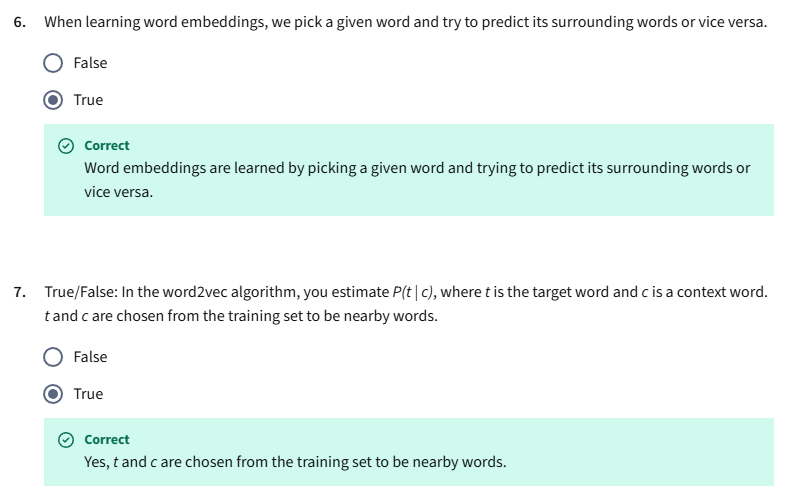 6. When learning word embeddings, we pick a given word and try to predict its surrounding words or vice versa.
False
True
Correct
Word embeddings are learned by picking a given word and trying to predict its surrounding words or
vice versa.
7. True/False: In the word2vec algorithm, you estimate P(t | c), where t is the target word and c is a context word.
t and c are chosen from the training set to be nearby words.
False
True
Correct
Yes, t and c are chosen from the training set to be nearby words.